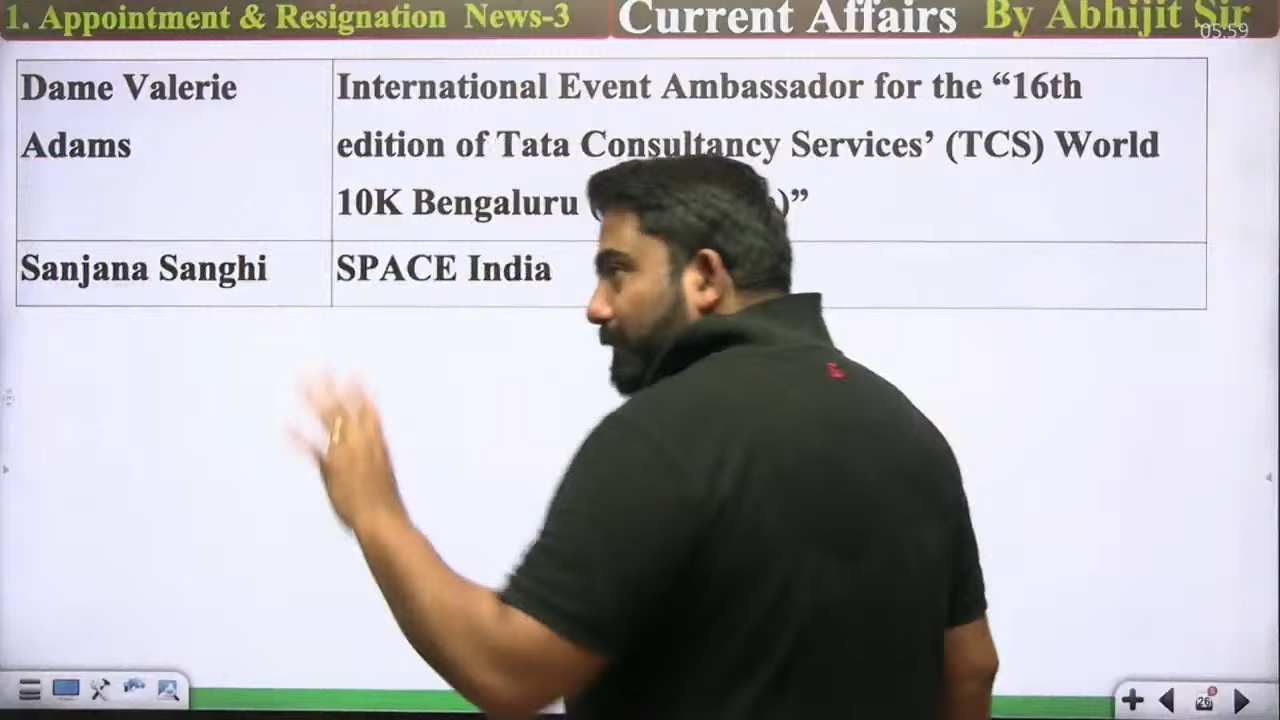 1. Appointment & Resignation News-3
Current Affairs By Abhijit Sir
05:59
Dame Valerie
Adams
International Event Ambassador for the “16th
edition of Tata Consultancy Services’ (TCS) World
10K Bengaluru ( )”
Sanjana Sanghi
SPACE India
26